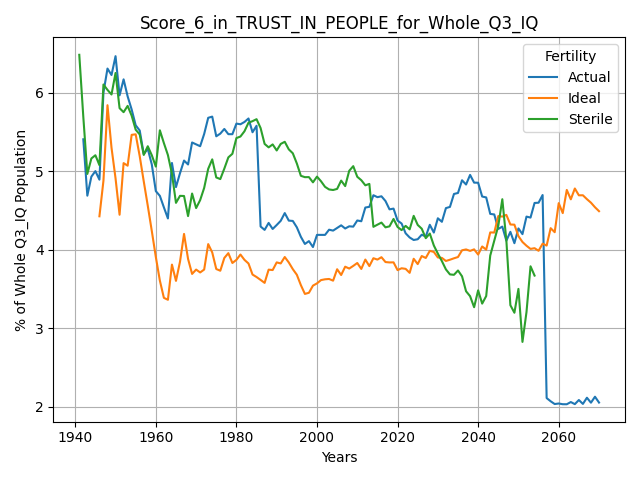 Score_6_in_TRUST_IN_PEOPLE_for_Whole_Q3_IQ
Fertility
Actual
Ideal
Sterile
% of Whole Q3_IQ Population
6
5
4
3
2
1940
1960
1980
2000
2020
2040
2060
Years